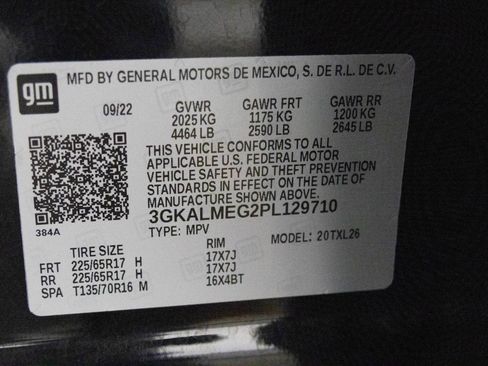 gm
MFD BY GENERAL MOTORS DE MEXICO, S. DE R.L. DE C.V.
09/22 GVWR GAWR FRT GAWR RR
2025 KG 1175 KG 1200 KG
4464 LB 2590 LB 2645 LB
THIS VEHICLE CONFORMS TO ALL
APPLICABLE U.S. FEDERAL MOTOR
VEHICLE SAFETY AND THEFT PREVENTION
STANDARDS IN EFFECT ON THE DATE OF
MANUFACTURE SHOWN ABOVE.
384A
3GKALMEG2PL129710
TYPE: MPV MODEL: 20TXL26
TIRE SIZE RIM
FRT 225/65R17 H 17X7J
RR 225/65R17 H 17X7J
SPA T135/70R16 M 16X4BT